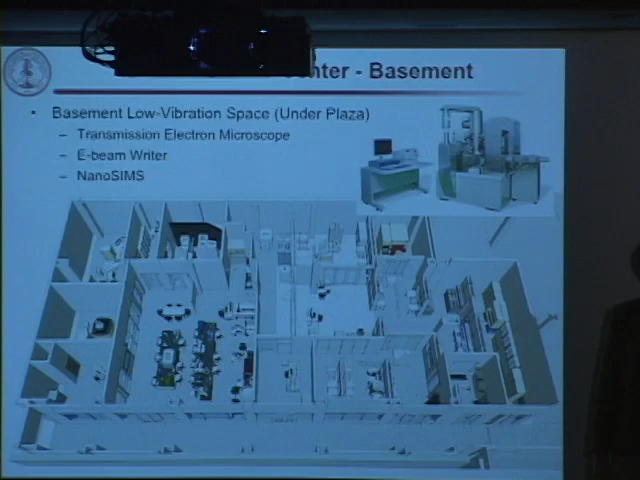 nter - Basement
• Basement Low-Vibration Space (Under Plaza)
– Transmission Electron Microscope
– E-beam Writer
– NanoSIMS